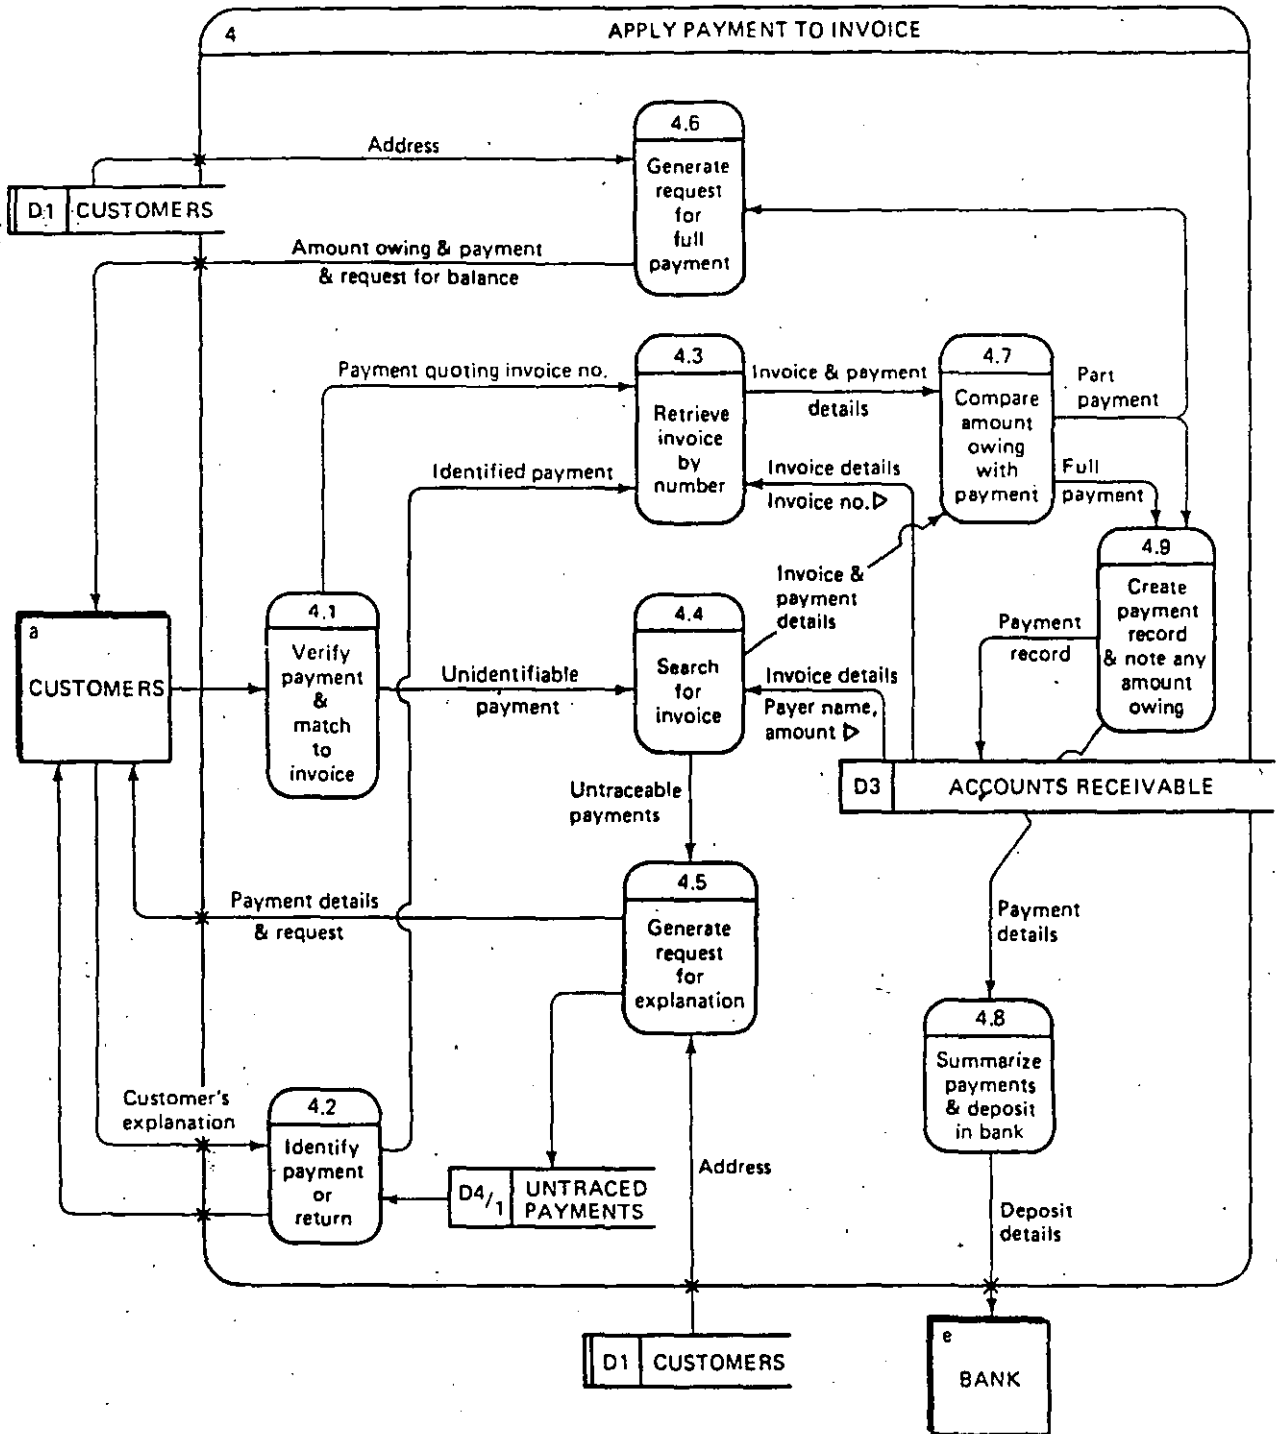 4 APPLY PAYMENT TO INVOICE
4.6
Generate
request
for
full
payment
Address
D1 CUSTOMERS
Amount owing & payment
& request for balance
4.3
Retrieve
invoice
by
number
Payment quoting invoice no.
Identified payment
Invoice & payment
details
Invoice details
Invoice no. ▷
4.7
Compare
amount
owing
with
payment
Part
payment
Full
payment
4.9
Create
payment
record
& note any
amount
owing
Payment
record
a
CUSTOMERS
4.1
Verify
payment
&
match
to
invoice
Unidentifiable
payment
4.4
Search
for
invoice
Invoice &
payment
details
Invoice details
Payer name,
amount ▷
D3 ACCOUNTS RECEIVABLE
Untraceable
payments
4.5
Generate
request
for
explanation
Payment details
& request
Payment
details
4.8
Summarize
payments
& deposit
in bank
Customer's
explanation
4.2
Identify
payment
or
return
D4/1 UNTRACED
PAYMENTS
Address
Deposit
details
D1 CUSTOMERS
e
BANK